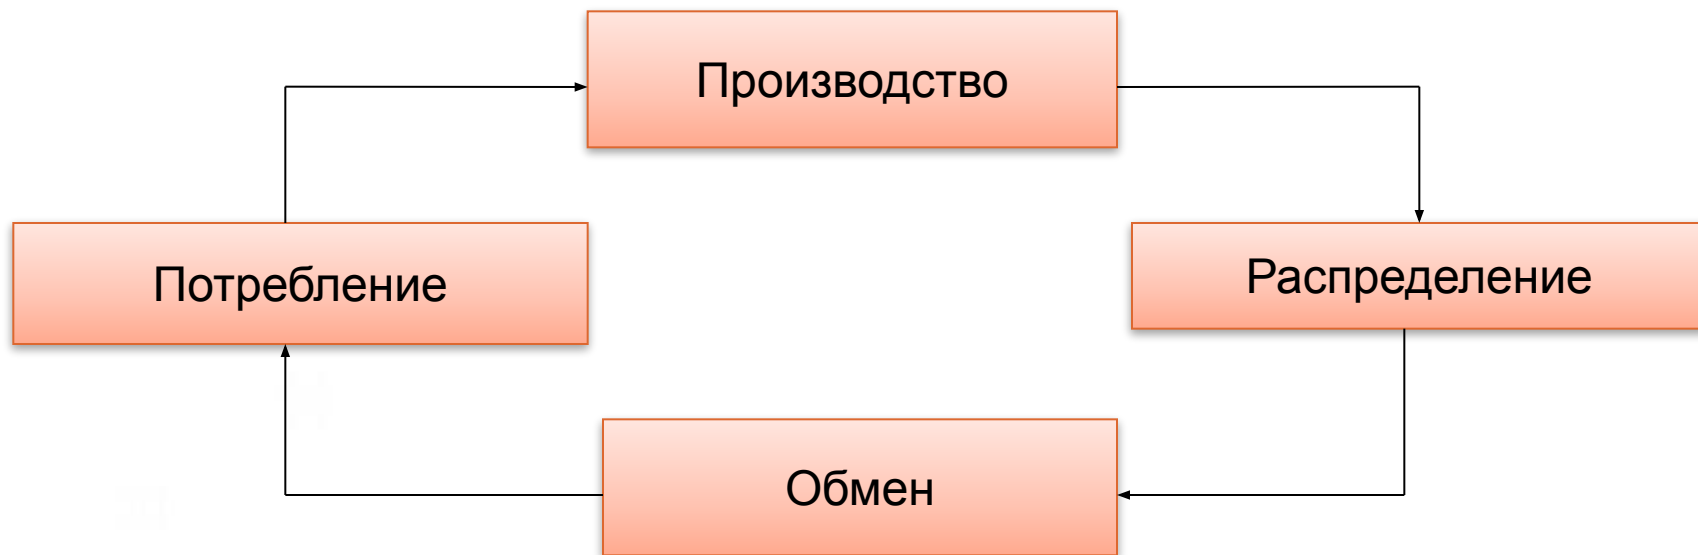 Производство
Потребление
Распределение
Обмен